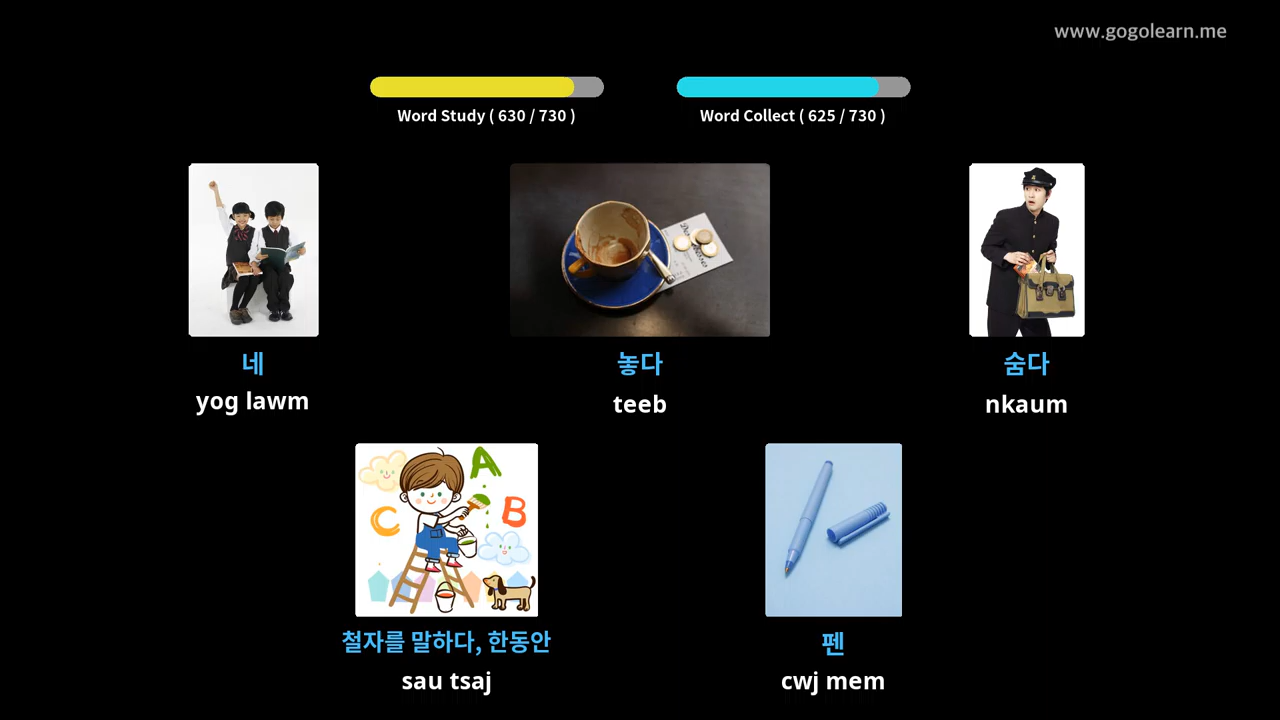 www.gogolearn.me
Word Study ( 630 / 730 )
Word Collect ( 625 / 730 )
네
yog lawm
놓다
teeb
숨다
nkaum
A
B
C
철자를 말하다, 한동안
sau tsaj
펜
cwj mem